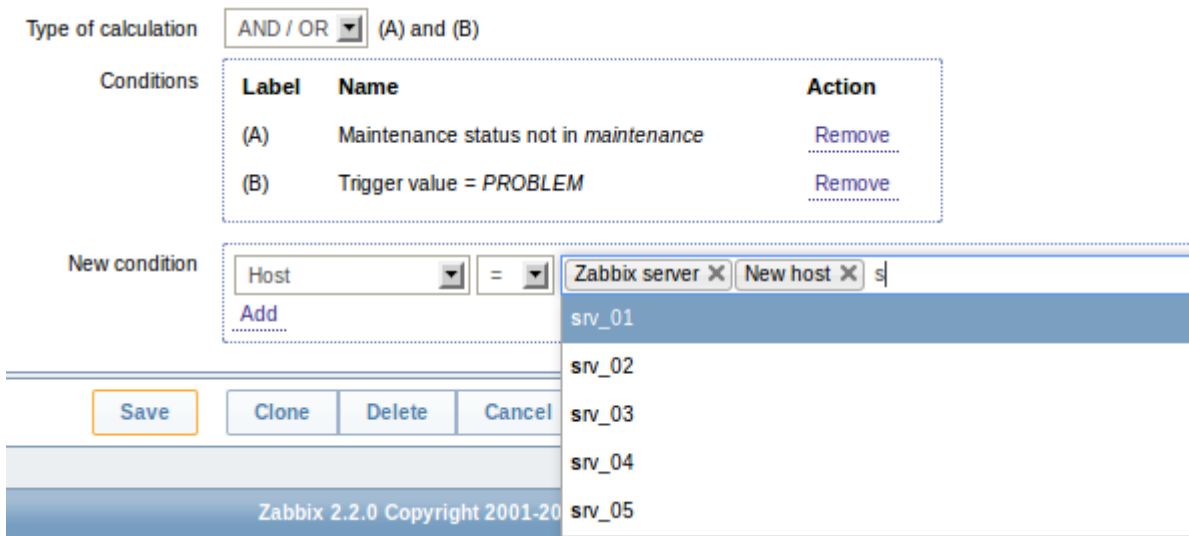 Type of calculation AND / OR (A) and (B)
Conditions Label Name Action
(A) Maintenance status not in maintenance Remove
(B) Trigger value = PROBLEM Remove
New condition Host = Zabbix server New host s
Add
srv_01
srv_02
Save Clone Delete Cancel srv_03
srv_04
Zabbix 2.2.0 Copyright 2001-20 srv_05